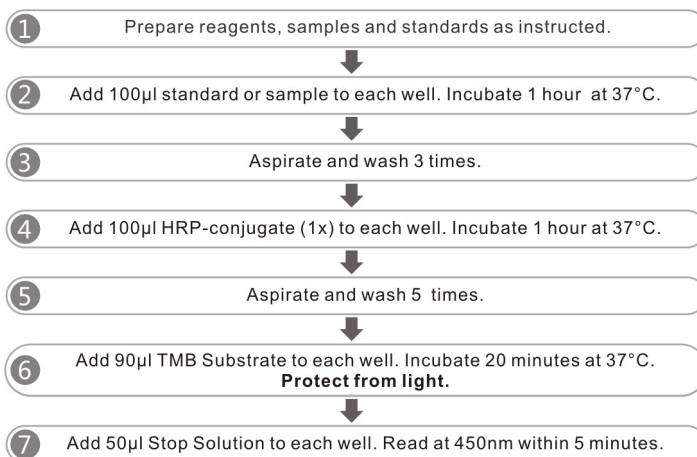 1 Prepare reagents, samples and standards as instructed.
2 Add 100µl standard or sample to each well. Incubate 1 hour at 37°C.
3 Aspirate and wash 3 times.
4 Add 100µl HRP-conjugate (1x) to each well. Incubate 1 hour at 37°C.
5 Aspirate and wash 5 times.
6 Add 90µl TMB Substrate to each well. Incubate 20 minutes at 37°C.
Protect from light.
7 Add 50µl Stop Solution to each well. Read at 450nm within 5 minutes.